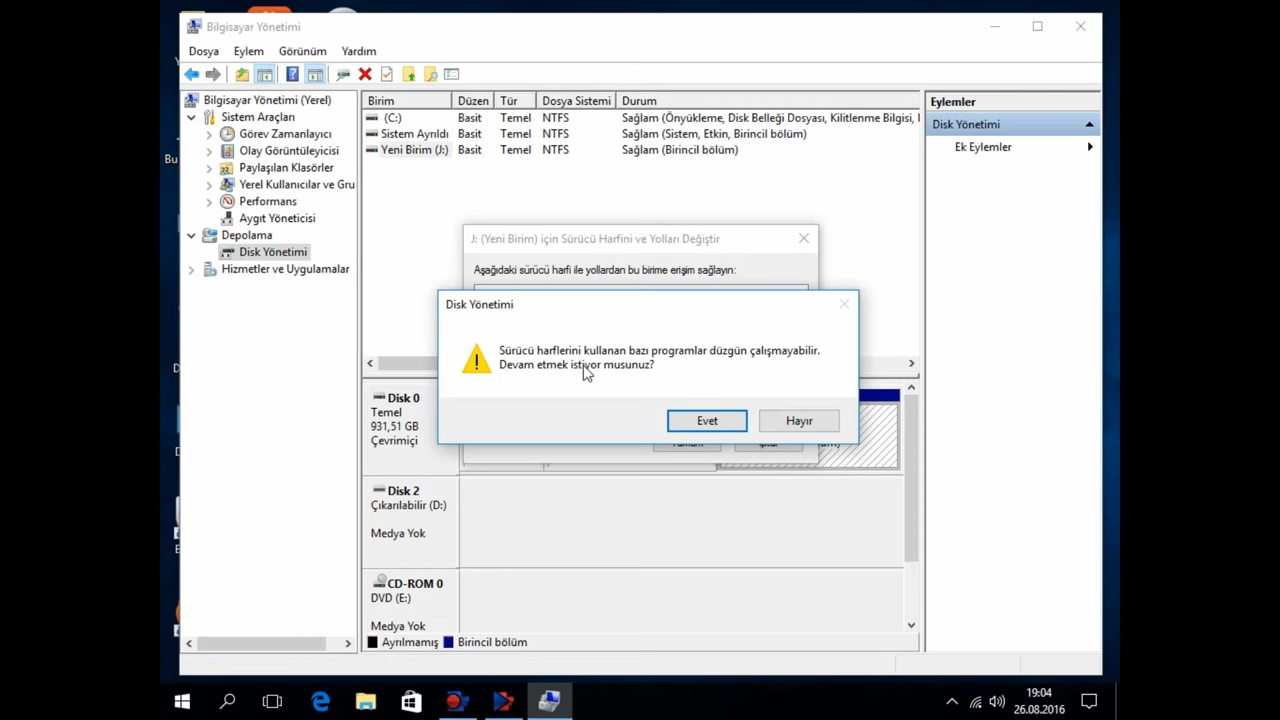 Bilgisayar Yönetimi
Dosya Eylem Görünüm Yardım
Bilgisayar Yönetimi (Yerel)
Sistem Araçları
Görev Zamanlayıcı
Olay Görüntüleyicisi
Paylaşılan Klasörler
Yerel Kullanıcılar ve Gru
Performans
Aygıt Yöneticisi
Depolama
Disk Yönetimi
Hizmetler ve Uygulamalar
Birim Düzen Tür Dosya Sistemi Durum
(C:) Basit Temel NTFS Sağlam (Önyükleme, Disk Belleği Dosyası, Kilitlenme Bilgisi,
Sistem Ayrıldı Basit Temel NTFS Sağlam (Sistem, Etkin, Birincil bölüm)
Yeni Birim (J:) Basit Temel NTFS Sağlam (Birincil bölüm)
J: (Yeni Birim) için Sürücü Harfini ve Yolları Değiştir
Aşağıdaki sürücü harfi ile yollardan bu birime erişim sağlayın:
Disk Yönetimi
Sürücü harflerini kullanan bazı programlar düzgün çalışmayabilir.
Devam etmek istiyor musunuz?
Evet Hayır
Disk 0
Temel
931,51 GB
Çevrimiçi
Disk 2
Çıkarılabilir (D:)
Medya Yok
CD-ROM 0
DVD (E:)
Medya Yok
Ayrılmamış Birincil bölüm
Eylemler
Disk Yönetimi
Ek Eylemler
19:04
26.08.2016